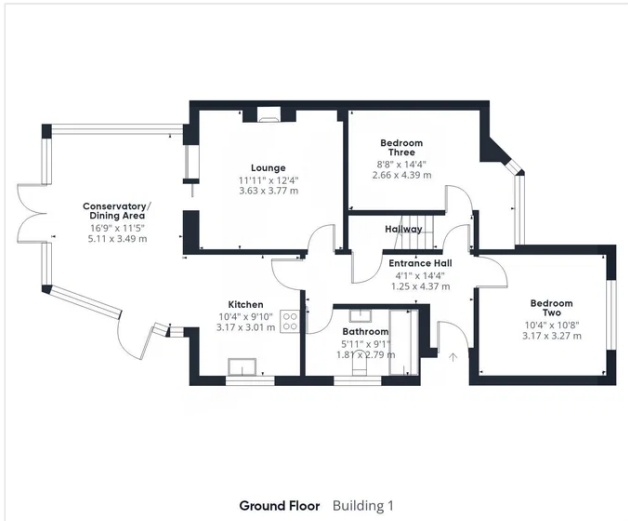 Lounge
11'11" x 12'4"
3.63 x 3.77 m
Bedroom
Three
8'8" x 14'4"
2.66 x 4.39 m
Conservatory/
Dining Area
16'9" x 11'5"
5.11 x 3.49 m
Hallway
Entrance Hall
4'1" x 14'4"
1.25 x 4.37 m
Kitchen
10'4" x 9'10"
3.17 x 3.01 m
Bathroom
5'11" x 9'1"
1.81 x 2.79 m
Bedroom
Two
10'4" x 10'8"
3.17 x 3.27 m
Ground Floor Building 1